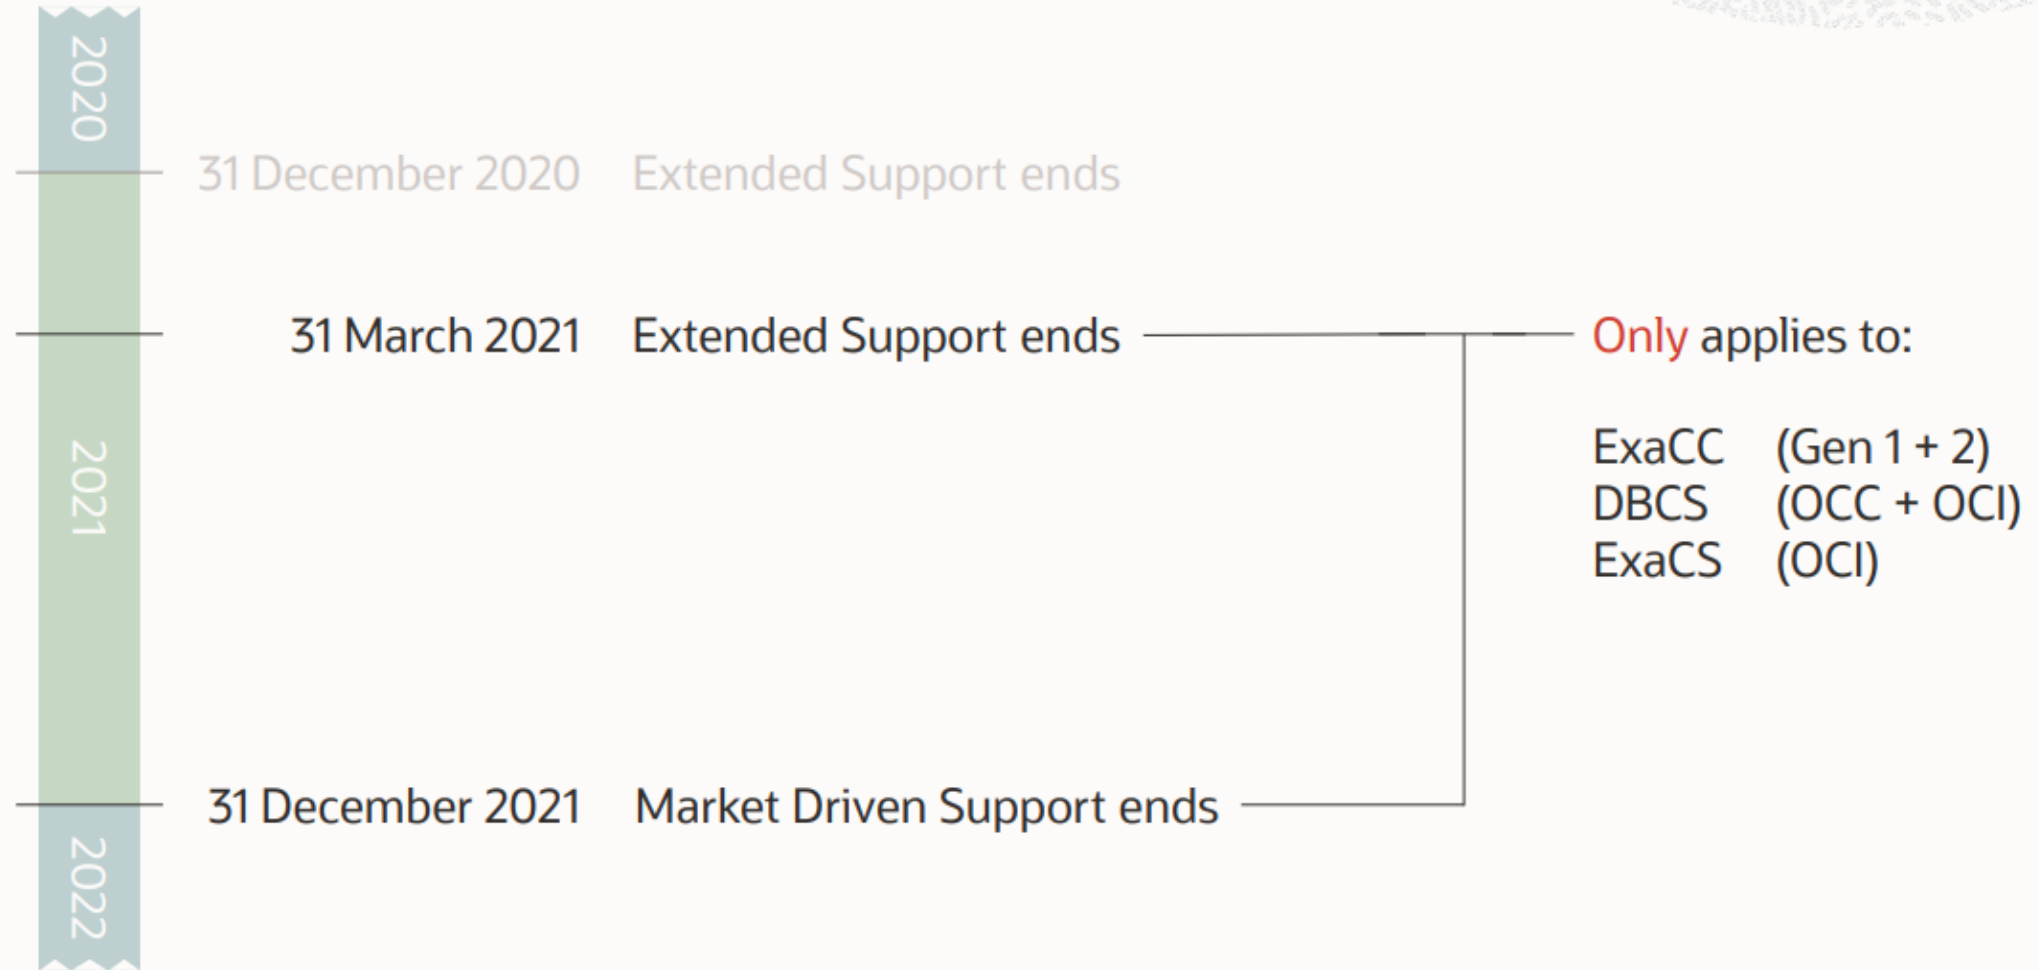 2020
31 December 2020 Extended Support ends
31 March 2021 Extended Support ends
Only applies to:
ExaCC (Gen 1 + 2)
DBCS (OCC + OCI)
ExaCS (OCI)
2021
31 December 2021 Market Driven Support ends
2022